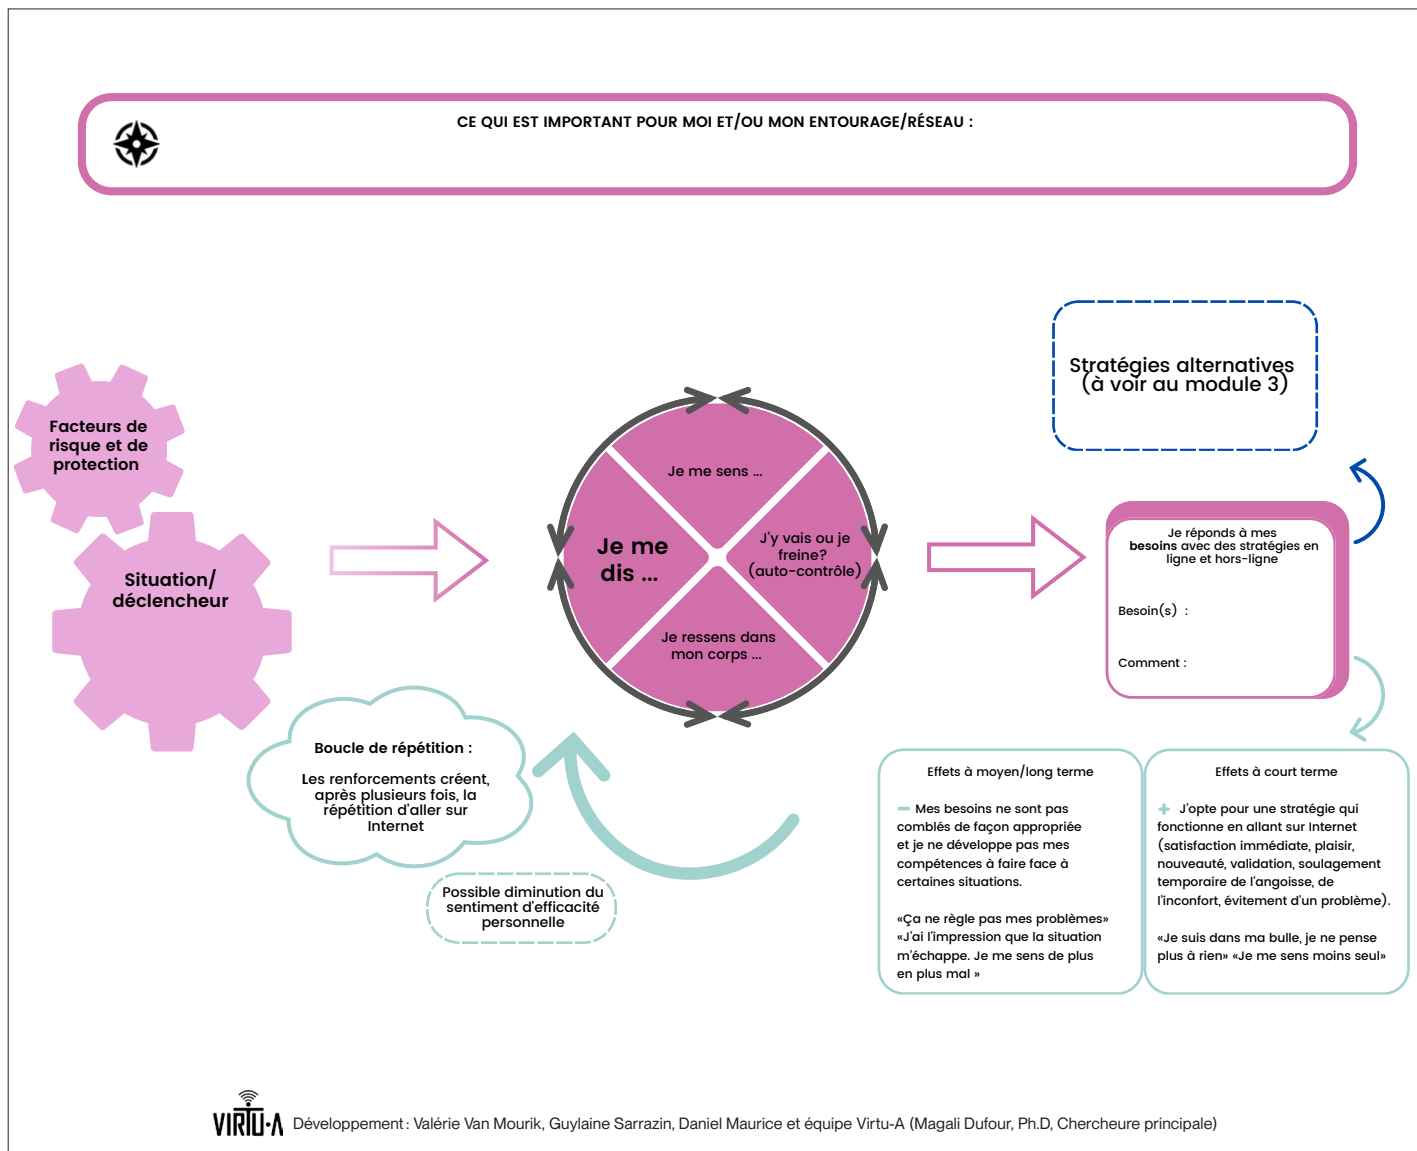 CE QUI EST IMPORTANT POUR MOI ET/OU MON ENTOURAGE/RÉSEAU :
Facteurs de
risque et de
protection
Situation/
déclencheur
Je me sens ...
Je me
dis ...
J'y vais ou je
freine?
(auto-contrôle)
Je ressens dans
mon corps ...
Stratégies alternatives
(à voir au module 3)
Je réponds à mes
besoins avec des stratégies en
ligne et hors-ligne
Besoin(s) :
Comment :
Boucle de répétition :
Les renforcements créent,
après plusieurs fois, la
répétition d'aller sur
Internet
Possible diminution du
sentiment d'efficacité
personnelle
Effets à moyen/long terme
− Mes besoins ne sont pas
comblés de façon appropriée
et je ne développe pas mes
compétences à faire face à
certaines situations.
«Ça ne règle pas mes problèmes»
«J'ai l'impression que la situation
m'échappe. Je me sens de plus
en plus mal »
Effets à court terme
+ J'opte pour une stratégie qui
fonctionne en allant sur Internet
(satisfaction immédiate, plaisir,
nouveauté, validation, soulagement
temporaire de l'angoisse, de
l'inconfort, évitement d'un problème).
«Je suis dans ma bulle, je ne pense
plus à rien» «Je me sens moins seul»
VIRTU-A Développement : Valérie Van Mourik, Guylaine Sarrazin, Daniel Maurice et équipe Virtu-A (Magali Dufour, Ph.D, Chercheure principale)